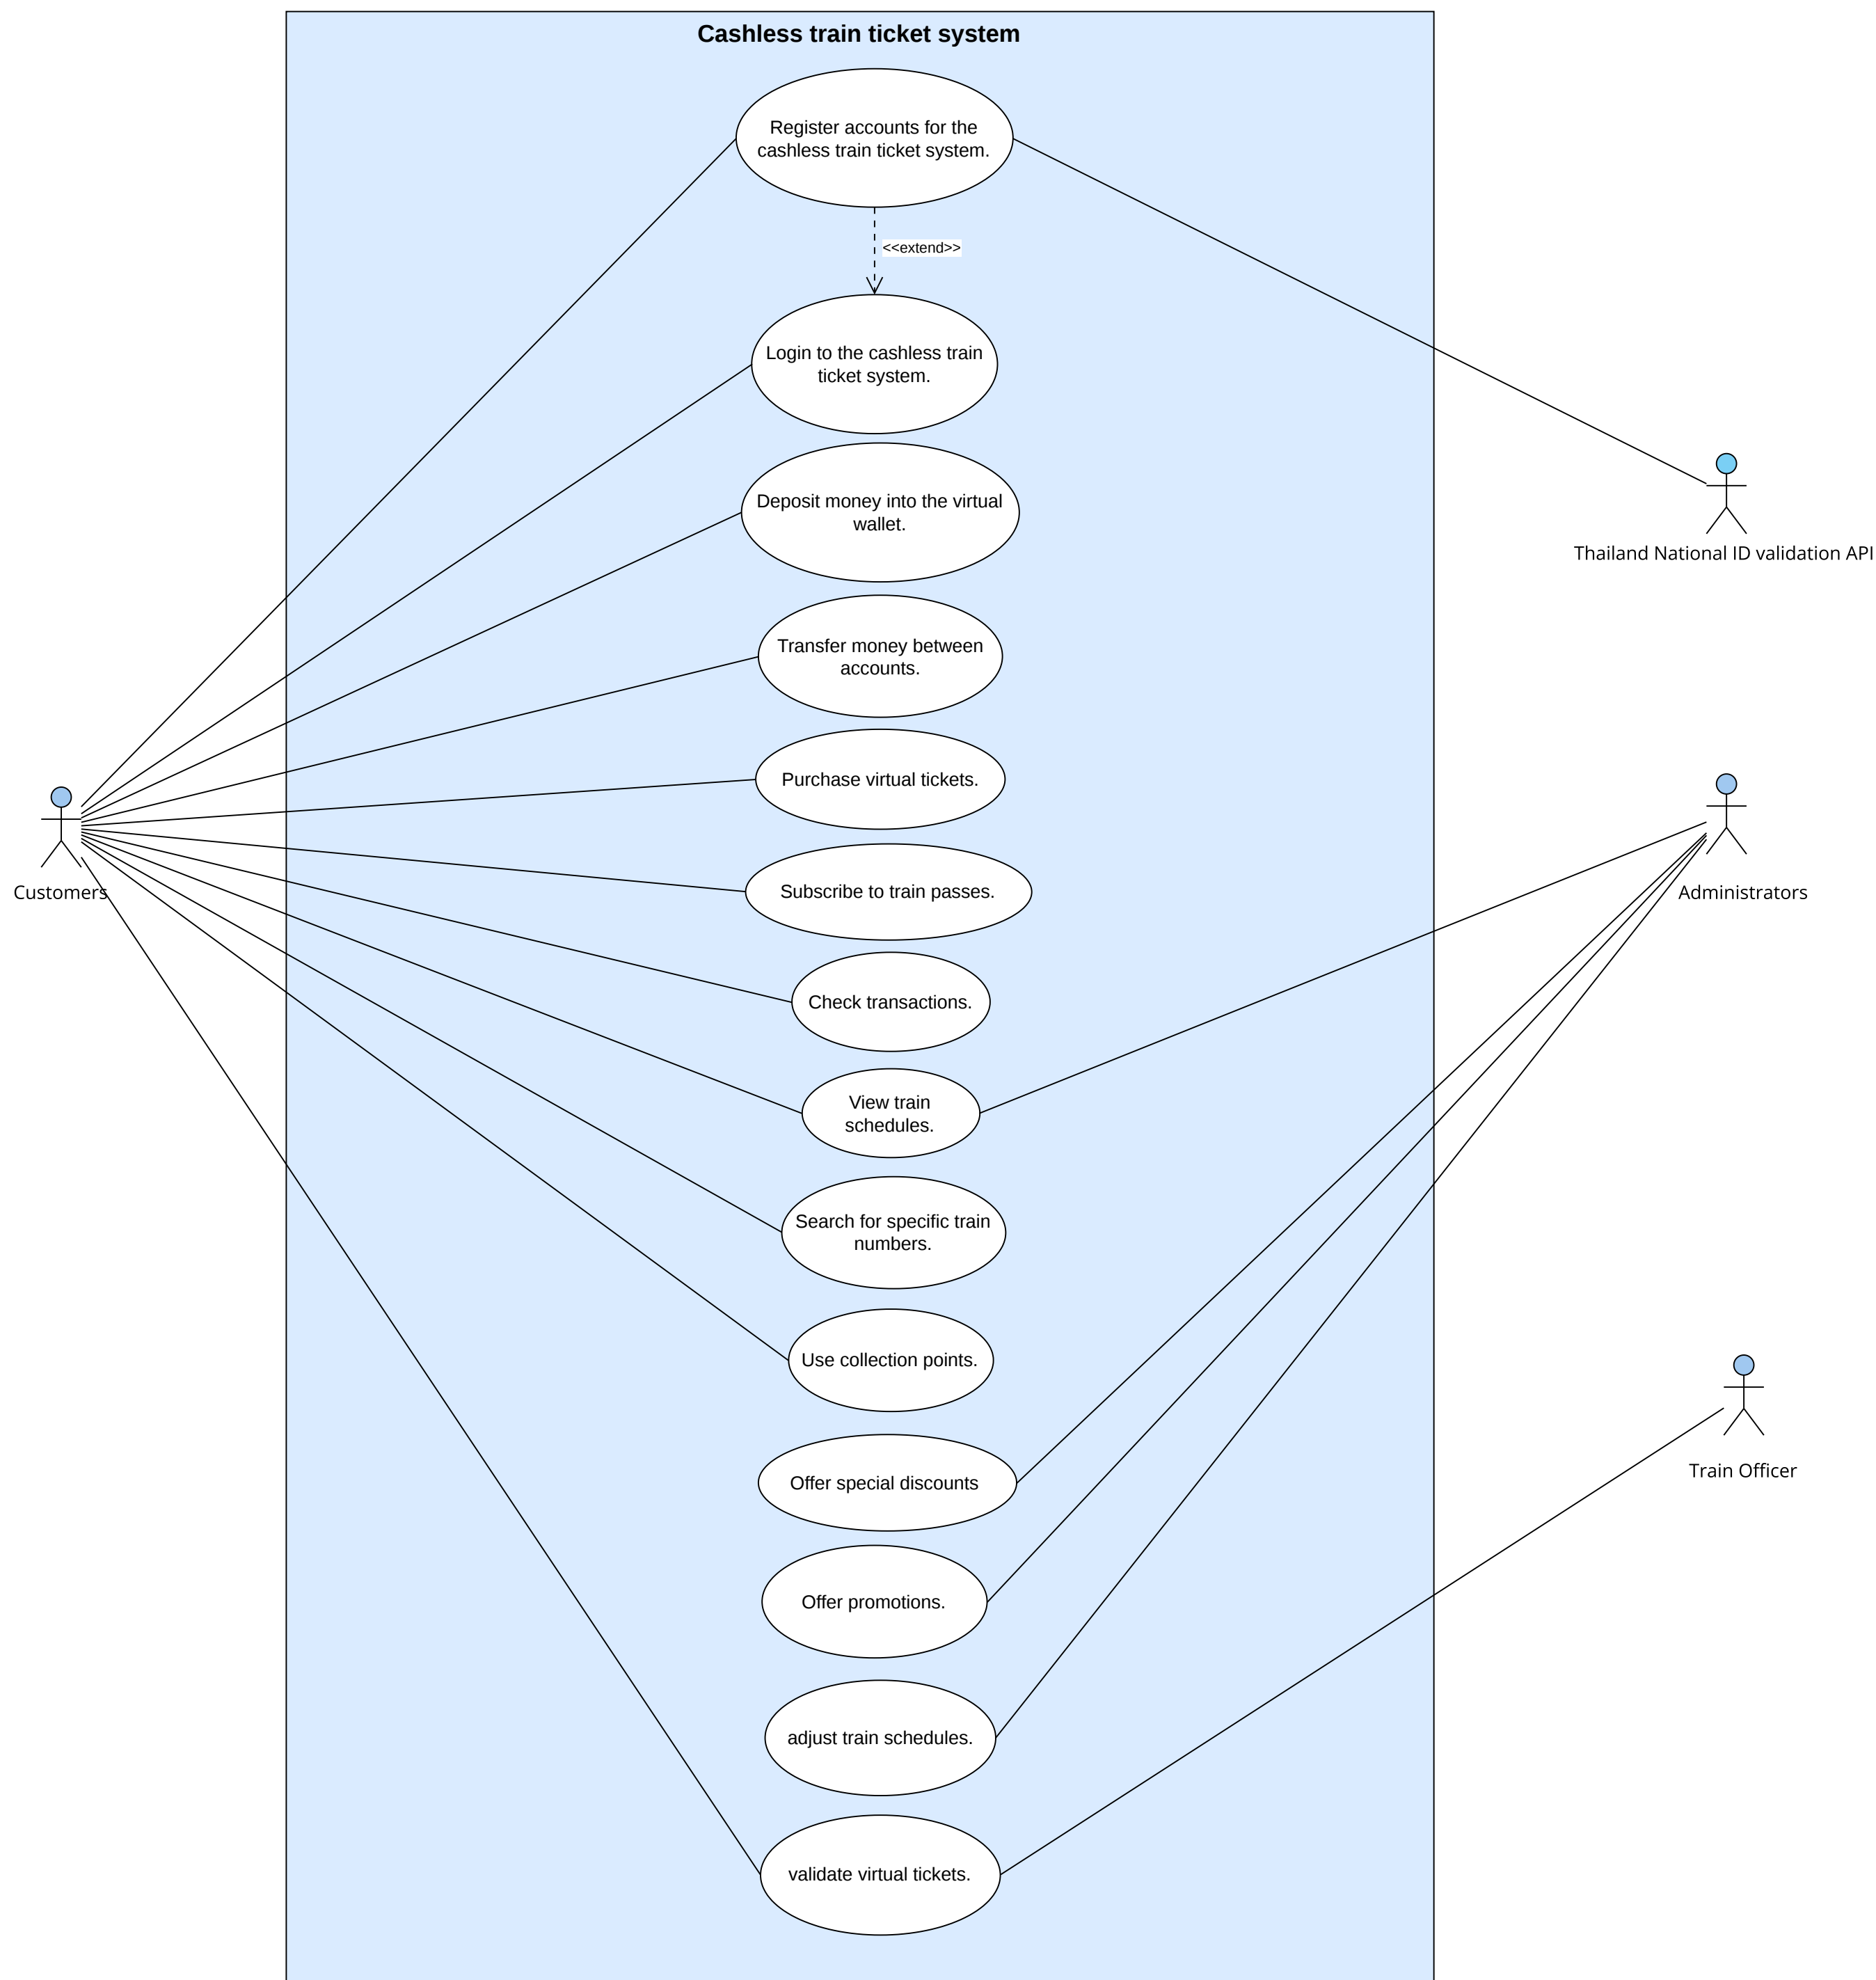 Cashless train ticket system
Register accounts for the
cashless train ticket system.
<<extend>>
Login to the cashless train
ticket system.
Deposit money into the virtual
wallet.
Thailand National ID validation API
Transfer money between
accounts.
Purchase virtual tickets.
Customers
Subscribe to train passes.
Administrators
Check transactions.
View train
schedules.
Search for specific train
numbers.
Use collection points.
Train Officer
Offer special discounts
Offer promotions.
adjust train schedules.
validate virtual tickets.